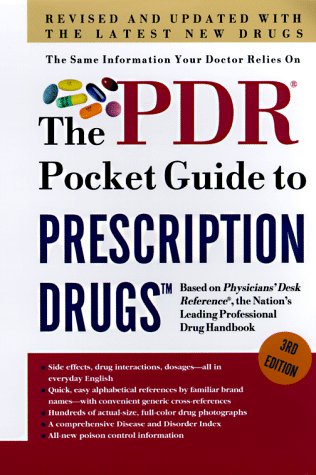 REVISED AND UPDATED WITH
THE LATEST NEW DRUGS
The Same Information Your Doctor Relies On
The PDR®
Pocket Guide to
PRESCRIPTION
DRUGS™
Based on Physicians' Desk
Reference®, the Nation's
Leading Professional
Drug Handbook
3RD
EDITION
• Side effects, drug interactions, dosages—all in
everyday English
• Quick, easy alphabetical references by familiar brand
names—with convenient generic cross-references
• Hundreds of actual-size, full-color drug photographs
• A comprehensive Disease and Disorder Index
• All-new poison control information